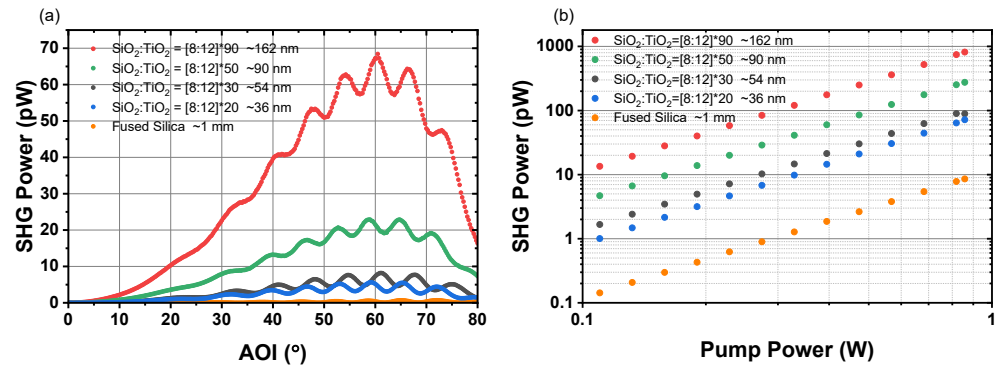 (a)
SiO₂:TiO₂ = [8:12]*90 ~162 nm
SiO₂:TiO₂ = [8:12]*50 ~90 nm
SiO₂:TiO₂ = [8:12]*30 ~54 nm
SiO₂:TiO₂ = [8:12]*20 ~36 nm
Fused Silica ~1 mm
SHG Power (pW)
70
60
50
40
30
20
10
0
0 10 20 30 40 50 60 70 80
AOI (°)
(b)
SiO₂:TiO₂=[8:12]*90 ~162 nm
SiO₂:TiO₂=[8:12]*50 ~90 nm
SiO₂:TiO₂=[8:12]*30 ~54 nm
SiO₂:TiO₂=[8:12]*20 ~36 nm
Fused Silica ~1 mm
SHG Power (pW)
1000
100
10
1
0.1
0.1 1
Pump Power (W)